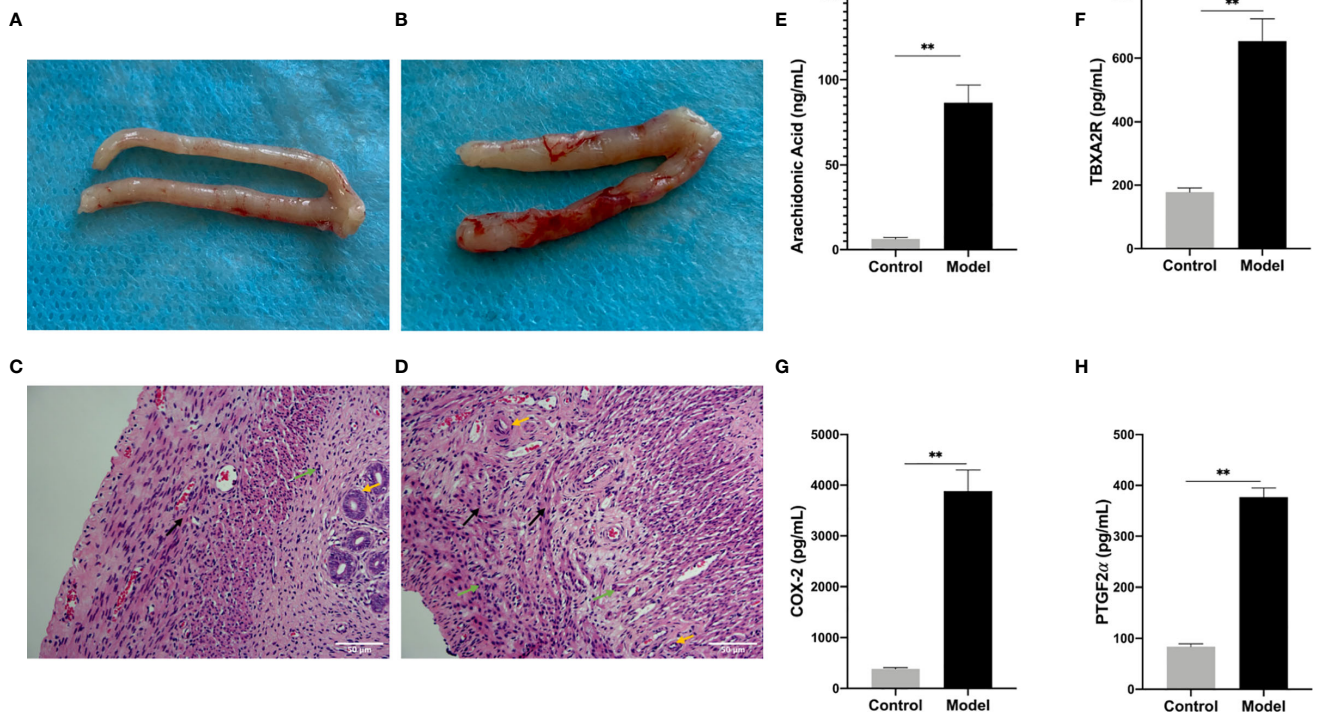 A
B
E
F
Arachidonic Acid (ng/mL)
100
50
0
**
Control Model
TBXA2R (pg/mL)
600
400
200
0
**
Control Model
C
D
G
H
50 µm
50 µm
COX-2 (pg/mL)
5000
4000
3000
2000
1000
0
**
Control Model
PTGF2α (pg/mL)
500
400
300
200
100
0
**
Control Model